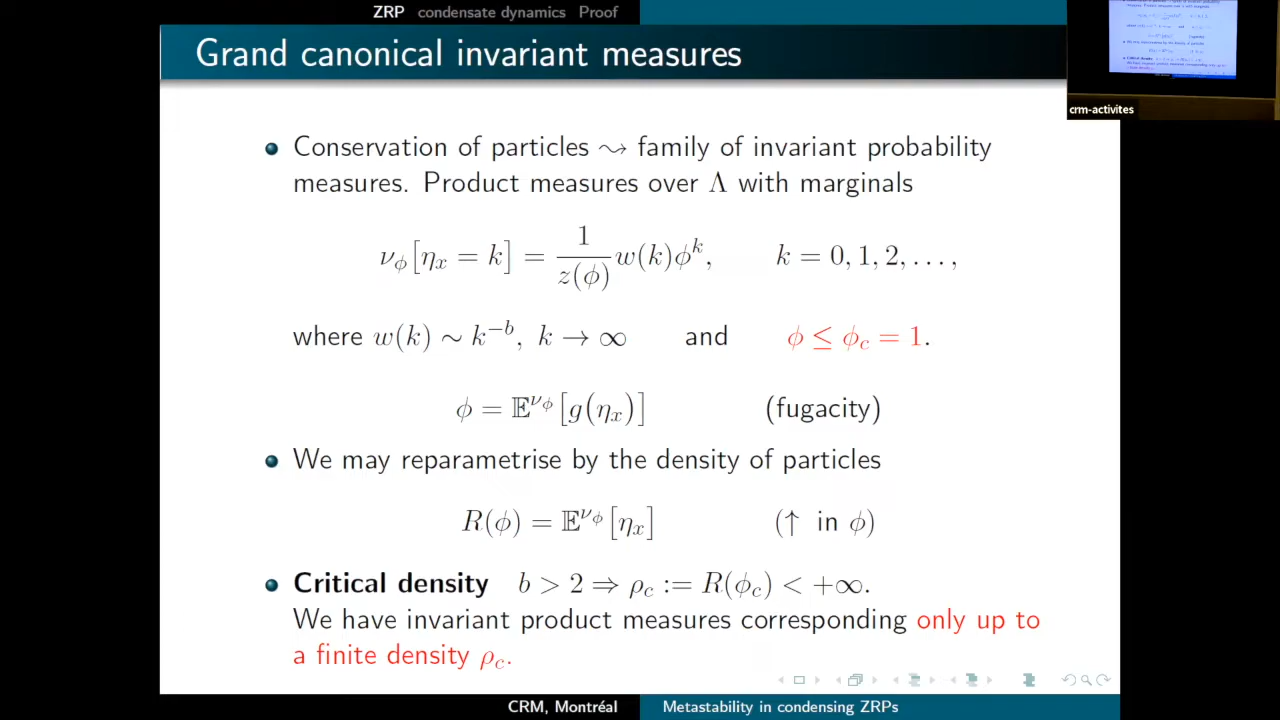 ZRP condensate dynamics Proof
Grand canonical invariant measures
crm-activites
Conservation of particles ⤳ family of invariant probability
measures. Product measures over Λ with marginals
ν_ϕ[η_x = k] = 1/z(ϕ) w(k)ϕ^k, k = 0, 1, 2, . . . ,
where w(k) ∼ k^{−b}, k → ∞ and ϕ ≤ ϕ_c = 1.
ϕ = 𝔼^{ν_ϕ}[g(η_x)] (fugacity)
We may reparametrise by the density of particles
R(ϕ) = 𝔼^{ν_ϕ}[η_x] (↑ in ϕ)
Critical density b > 2 ⇒ ρ_c := R(ϕ_c) < +∞.
We have invariant product measures corresponding only up to
a finite density ρ_c.
CRM, Montréal Metastability in condensing ZRPs